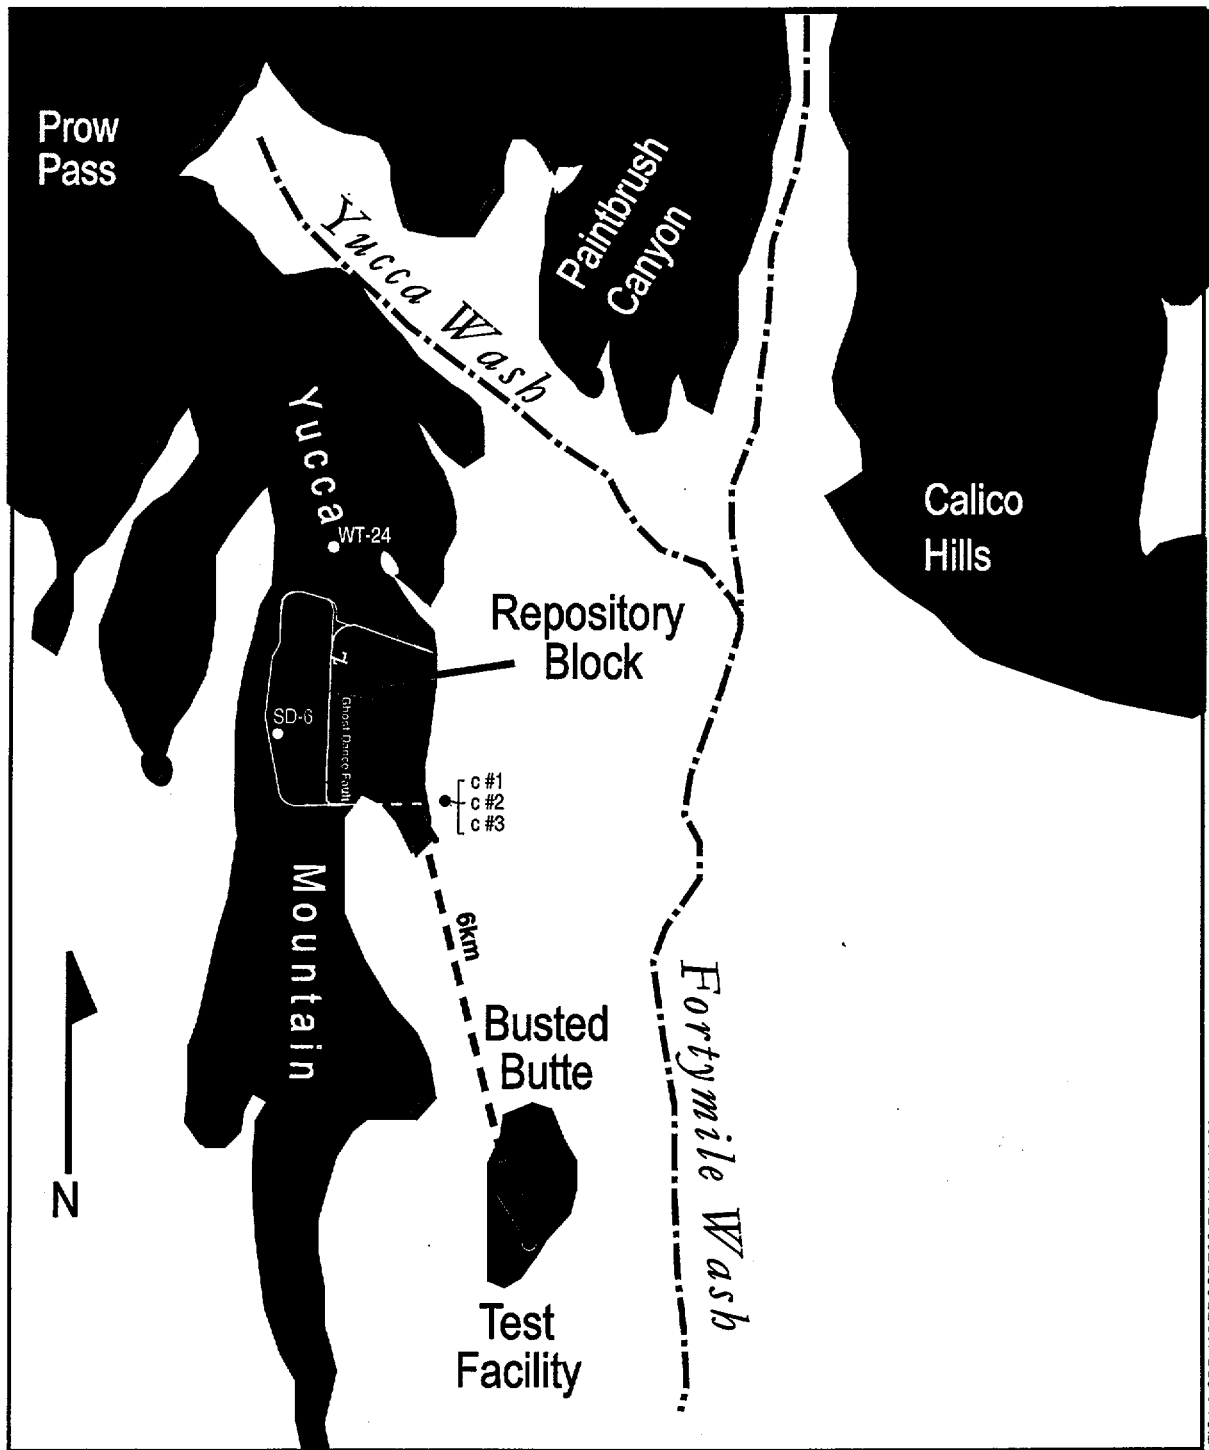 Prow
Pass
Yucca Wash
Paintbrush
Canyon
Yucca
WT-24
Calico
Hills
Repository
Block
SD-6
Ghost Dance Fault
c #1
c #2
c #3
Mountain
6km
Busted
Butte
Fortymile Wash
N
Test
Facility